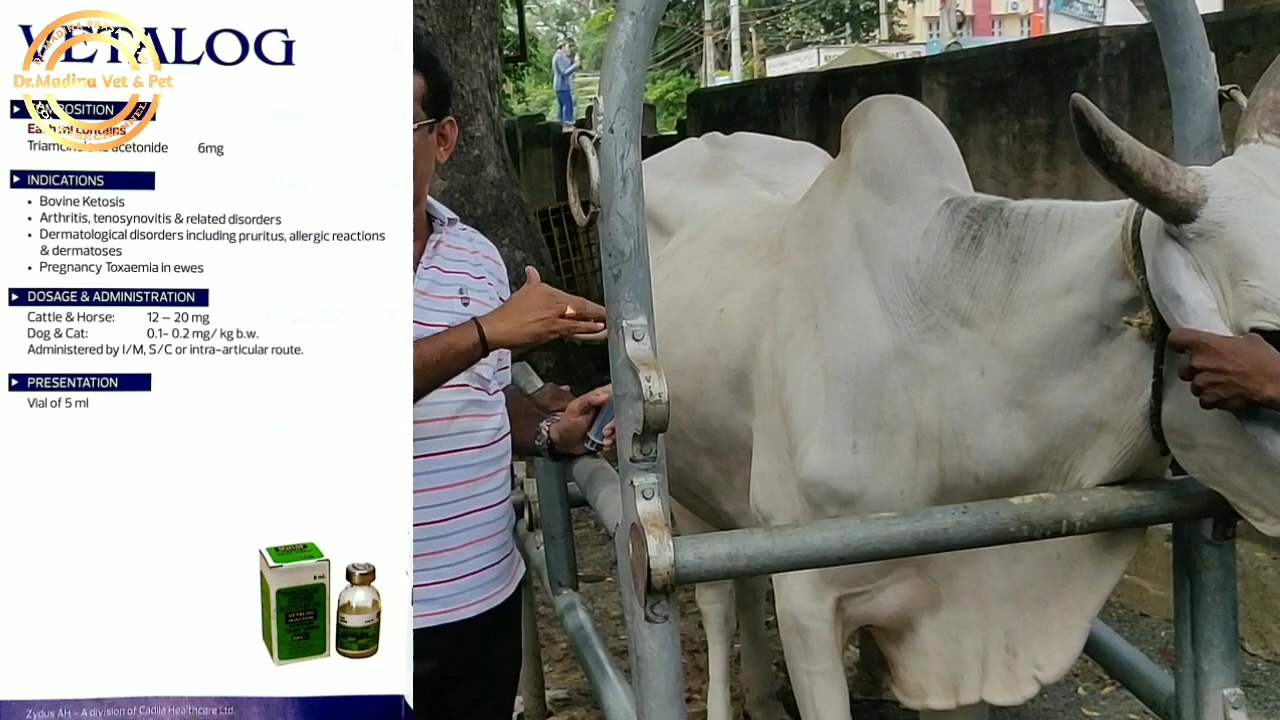 VETALOG
Dr.Madina Vet & Pet
COMPOSITION
Each ml contains
Triamcinolone acetonide 6mg
INDICATIONS
• Bovine Ketosis
• Arthritis, tenosynovitis & related disorders
• Dermatological disorders including pruritus, allergic reactions
& dermatoses
• Pregnancy Toxaemia in ewes
DOSAGE & ADMINISTRATION
Cattle & Horse: 12 – 20 mg
Dog & Cat: 0.1- 0.2 mg/ kg b.w.
Administered by I/M, S/C or intra-articular route.
PRESENTATION
Vial of 5 ml
Zydus AH – A division of Cadila Healthcare Ltd.